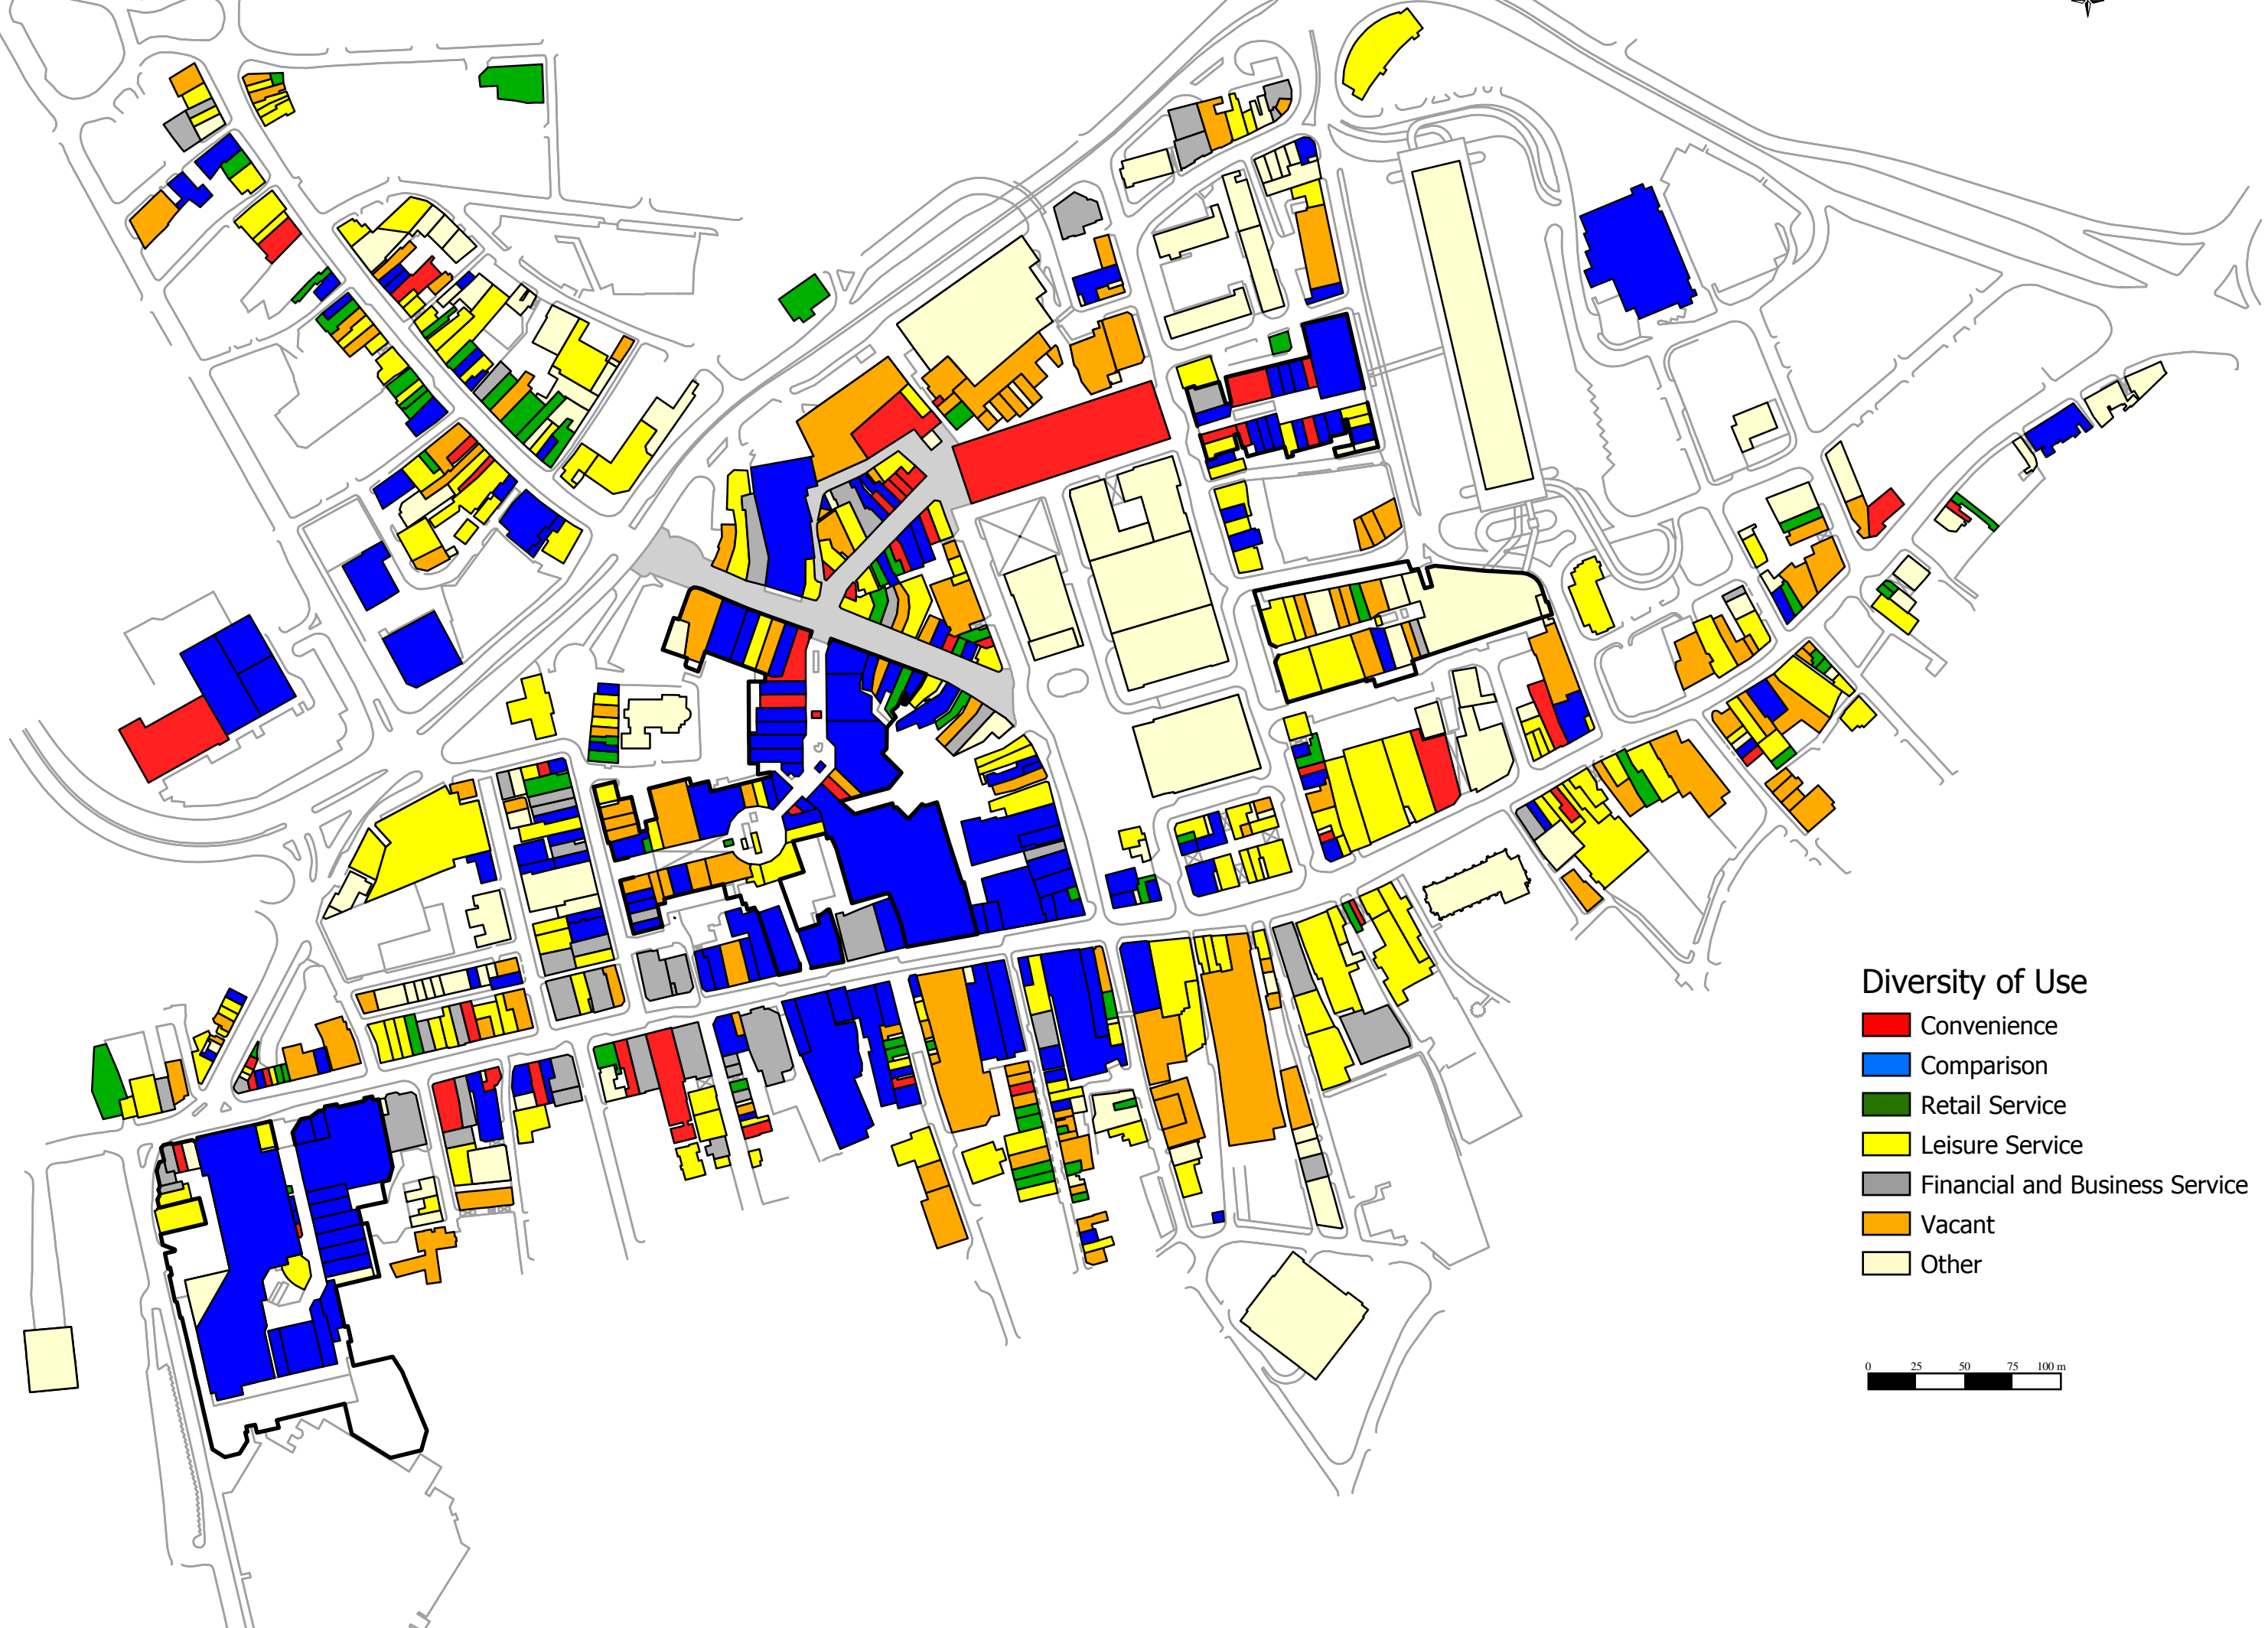 Diversity of Use
Convenience
Comparison
Retail Service
Leisure Service
Financial and Business Service
Vacant
Other
0 25 50 75 100 m